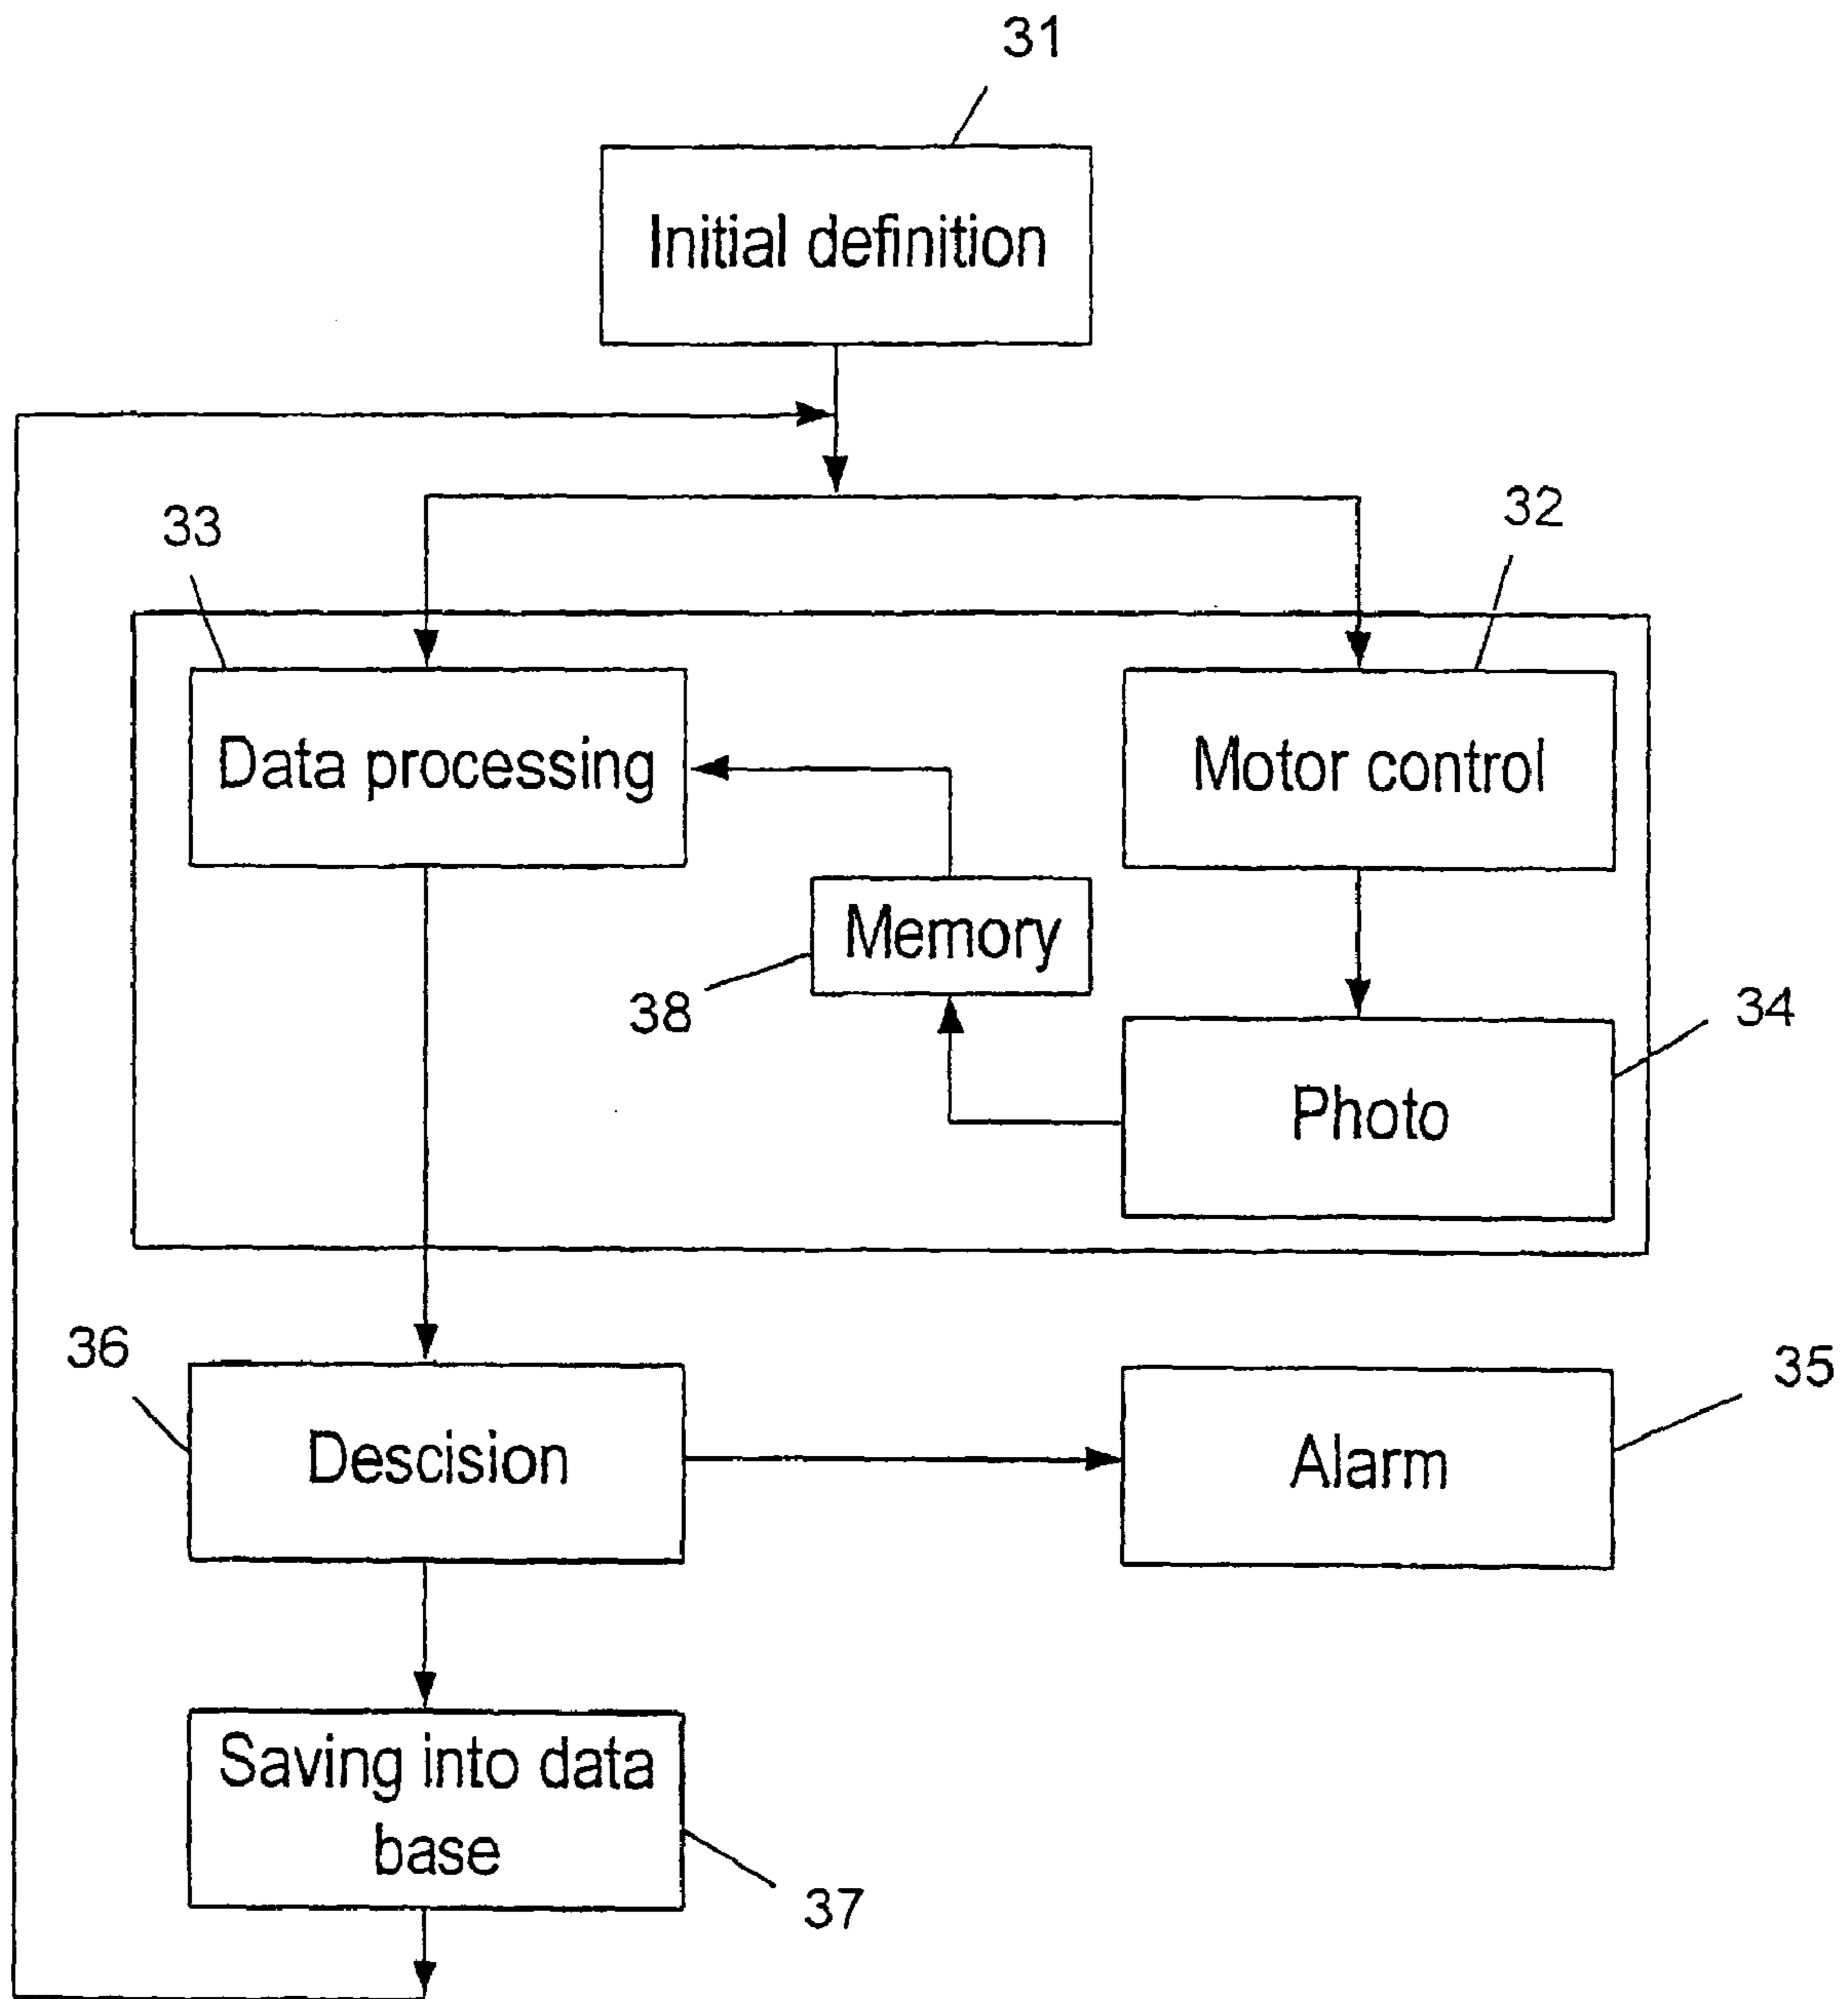 31
Initial definition
33
32
Data processing
Motor control
Memory
38
34
Photo
36
35
Descision
Alarm
Saving into data
base
37